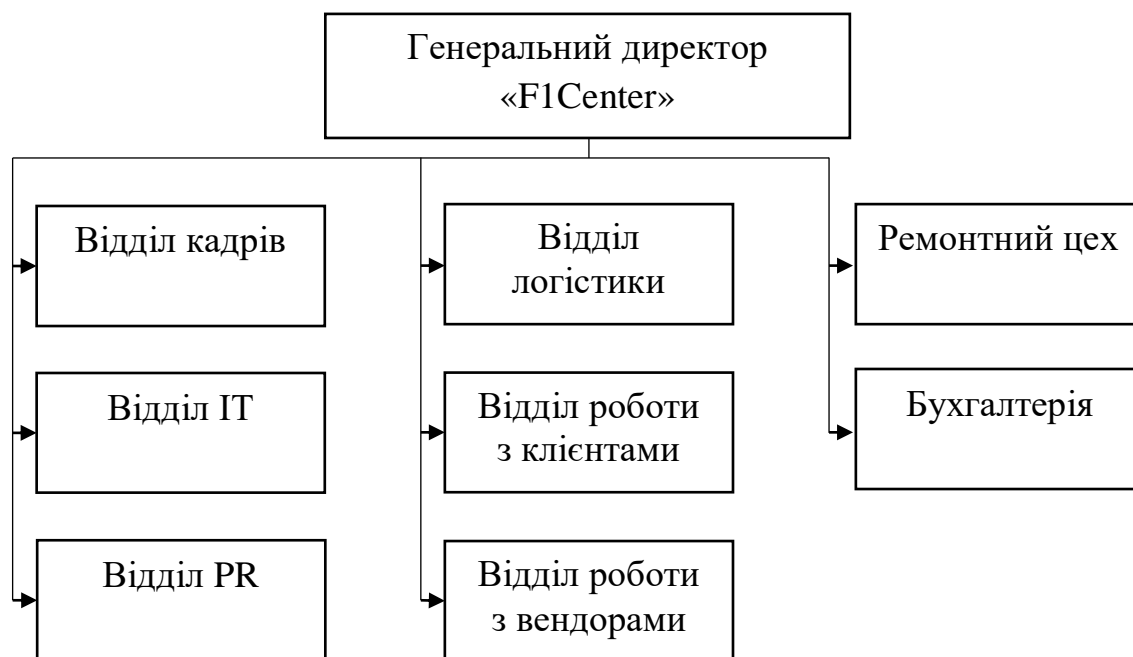 Генеральний директор
«F1Center»
Відділ кадрів
Відділ ІТ
Відділ PR
Відділ
логістики
Відділ роботи
з клієнтами
Відділ роботи
з вендорами
Ремонтний цех
Бухгалтерія